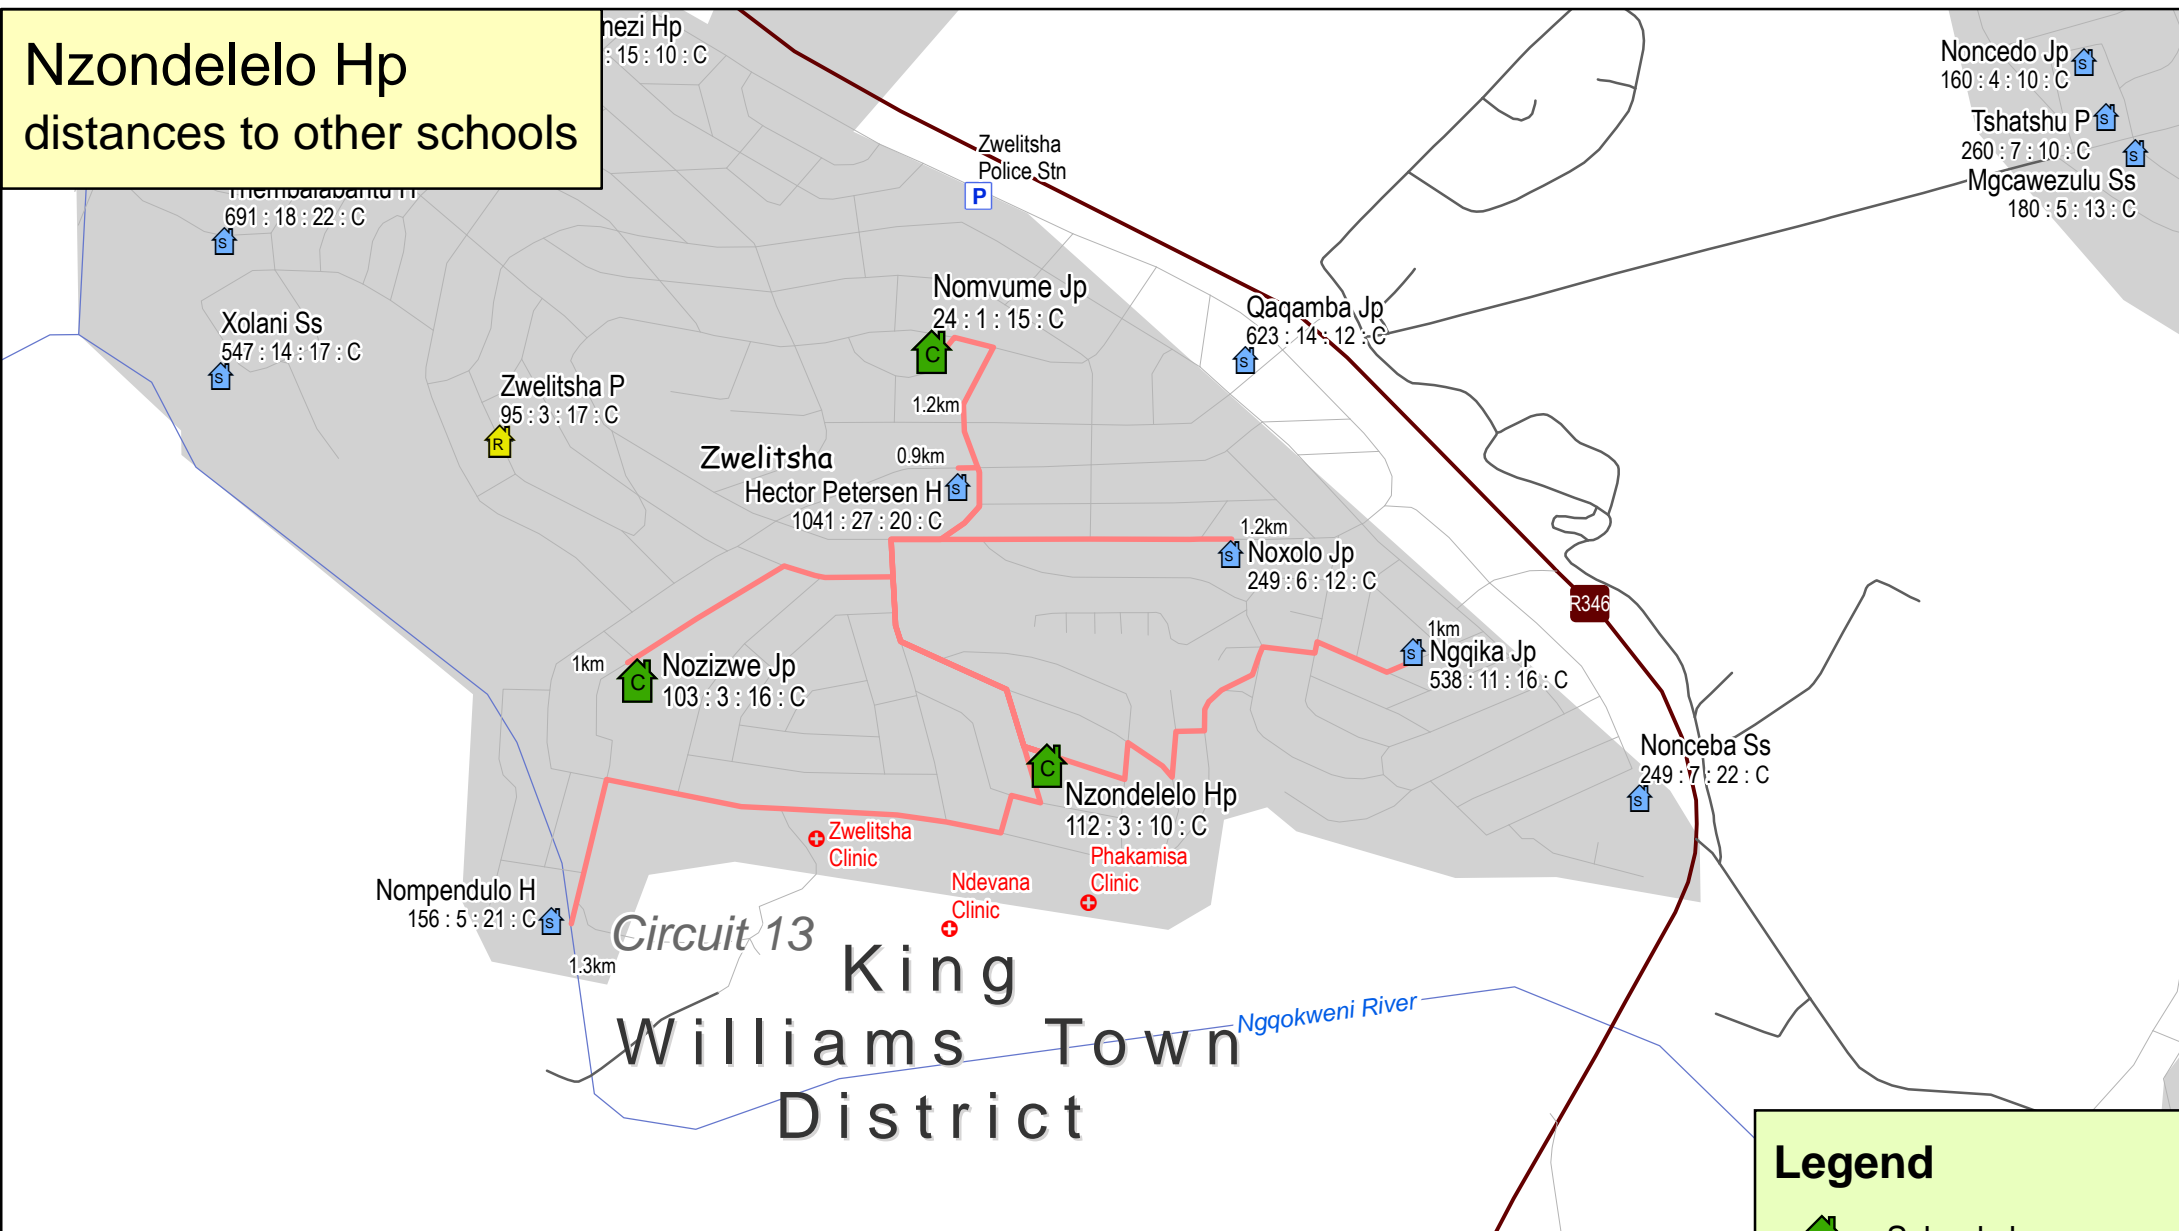 Nzondelelo Hp
distances to other schools
nezi Hp
: 15 : 10 : C
Noncedo Jp
160 : 4 : 10 : C
S
Tshatshu P
S
260 : 7 : 10 : C
S
Mgcawezulu Ss
180 : 5 : 13 : C
Zwelitsha
Police Stn
P
691 : 18 : 22 : C
S
Nomvume Jp
24 : 1 : 15 : C
C
Qaqamba Jp
623 : 14 : 12 : C
S
Xolani Ss
547 : 14 : 17 : C
S
Zwelitsha P
95 : 3 : 17 : C
R
1.2km
Zwelitsha
0.9km
Hector Petersen H
S
1041 : 27 : 20 : C
1.2km
S
Noxolo Jp
249 : 6 : 12 : C
R346
1km
S
Ngqika Jp
538 : 11 : 16 : C
1km
C
Nozizwe Jp
103 : 3 : 16 : C
Nonceba Ss
249 : 7 : 22 : C
S
C
Nzondelelo Hp
112 : 3 : 10 : C
Zwelitsha
Clinic
Phakamisa
Clinic
Ndevana
Clinic
Nompendulo H
156 : 5 : 21 : C
S
1.3km
Circuit 13
King
Williams Town
District
Ngqokweni River
Legend